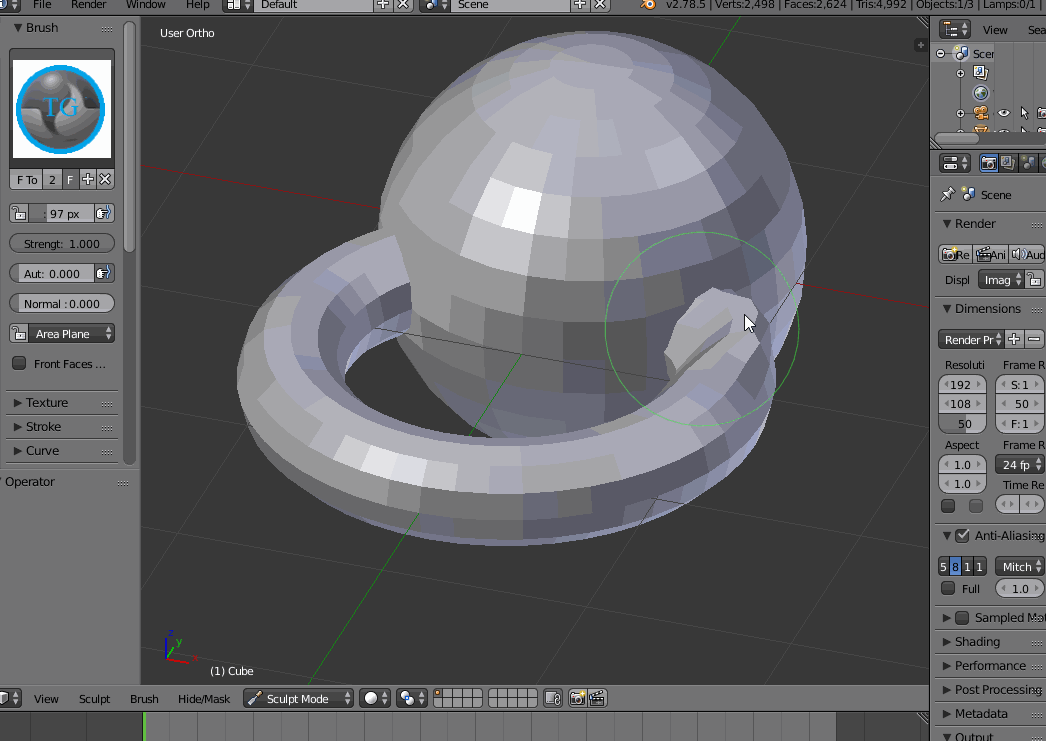 File Render Window Help Default Scene v2.78.5 | Verts:2,498 | Faces:2,624 | Tris:4,992 | Objects:1/3 | Lamps:0/1 |
Brush
TG
F To 2 F
: 97 px
Strengt: 1.000
Aut: 0.000
Normal : 0.000
Area Plane
Front Faces ...
Texture
Stroke
Curve
Operator
User Ortho
z
y
x
(1) Cube
View Sculpt Brush Hide/Mask Sculpt Mode
View Sea
Scer
Scene
Render
Re Ani Aud
Displ Imag
Dimensions
Render Pr
Resoluti Frame R
192 S: 1
108 50
50 F: 1
Aspect Frame R
1.0 24 fp
1.0 Time Re
Anti-Aliasing
5 8 1 1 Mitch
Full 1.0
Sampled Mot
Shading
Performance
Post Processing
Metadata
Output